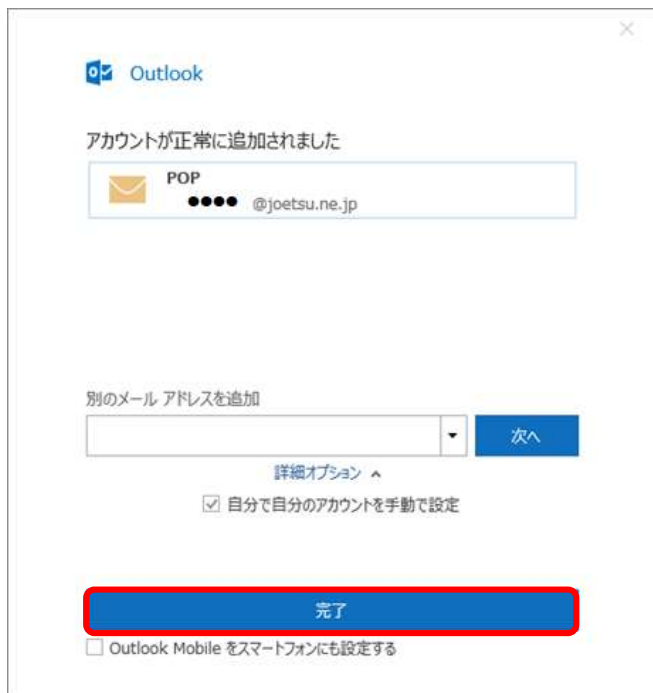 Outlook
アカウントが正常に追加されました
POP
●●●● @joetsu.ne.jp
別のメール アドレスを追加
次へ
詳細オプション
自分で自分のアカウントを手動で設定
完了
Outlook Mobile をスマートフォンにも設定する